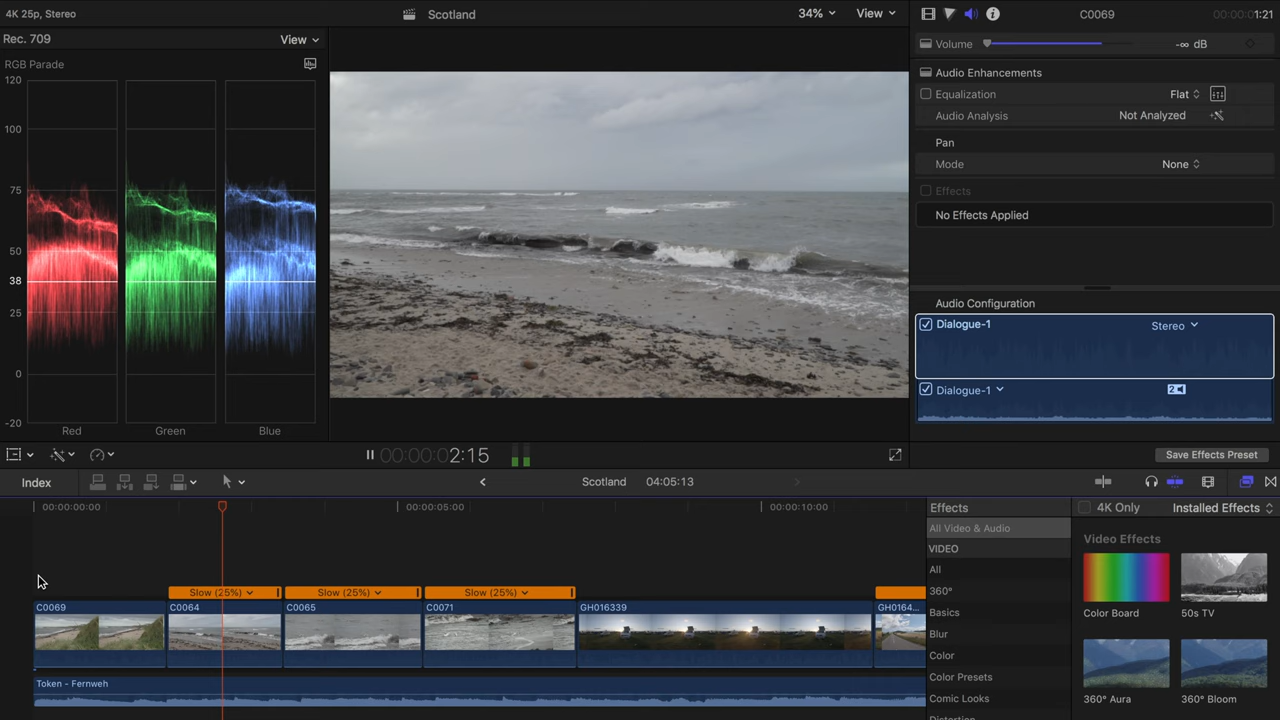 4K 25p, Stereo
Scotland
34%
View
C0069
00:00:00:01:21
Rec. 709
View
Volume
-∞ dB
RGB Parade
Audio Enhancements
Equalization
Flat
Audio Analysis
Not Analyzed
Pan
Mode
None
Effects
No Effects Applied
120
100
75
50
38
25
0
-20
Red
Green
Blue
Audio Configuration
Dialogue-1
Stereo
Dialogue-1
2
00:00:00:02:15
Save Effects Preset
Index
Scotland
04:05:13
00:00:00:00
00:00:05:00
00:00:10:00
Effects
4K Only
Installed Effects
All Video & Audio
VIDEO
All
360°
Basics
Blur
Color
Color Presets
Comic Looks
Distortion
Video Effects
Color Board
50s TV
360° Aura
360° Bloom
Slow (25%)
Slow (25%)
Slow (25%)
C0069
C0064
C0065
C0071
GH016339
GH0164...
Token - Fernweh